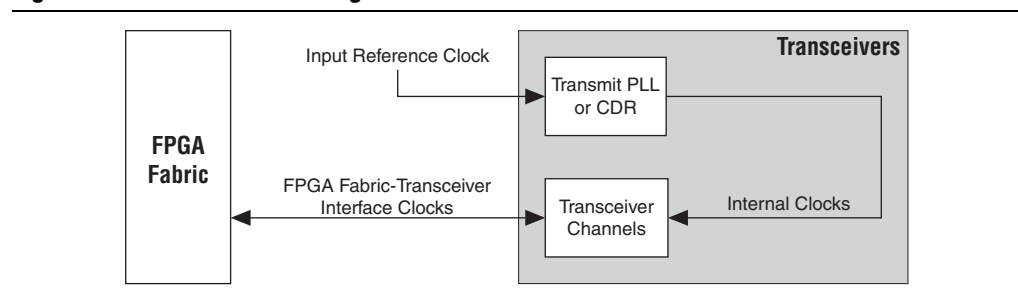 Transceivers
Input Reference Clock
Transmit PLL
or CDR
FPGA
Fabric
FPGA Fabric-Transceiver
Interface Clocks
Transceiver
Channels
Internal Clocks